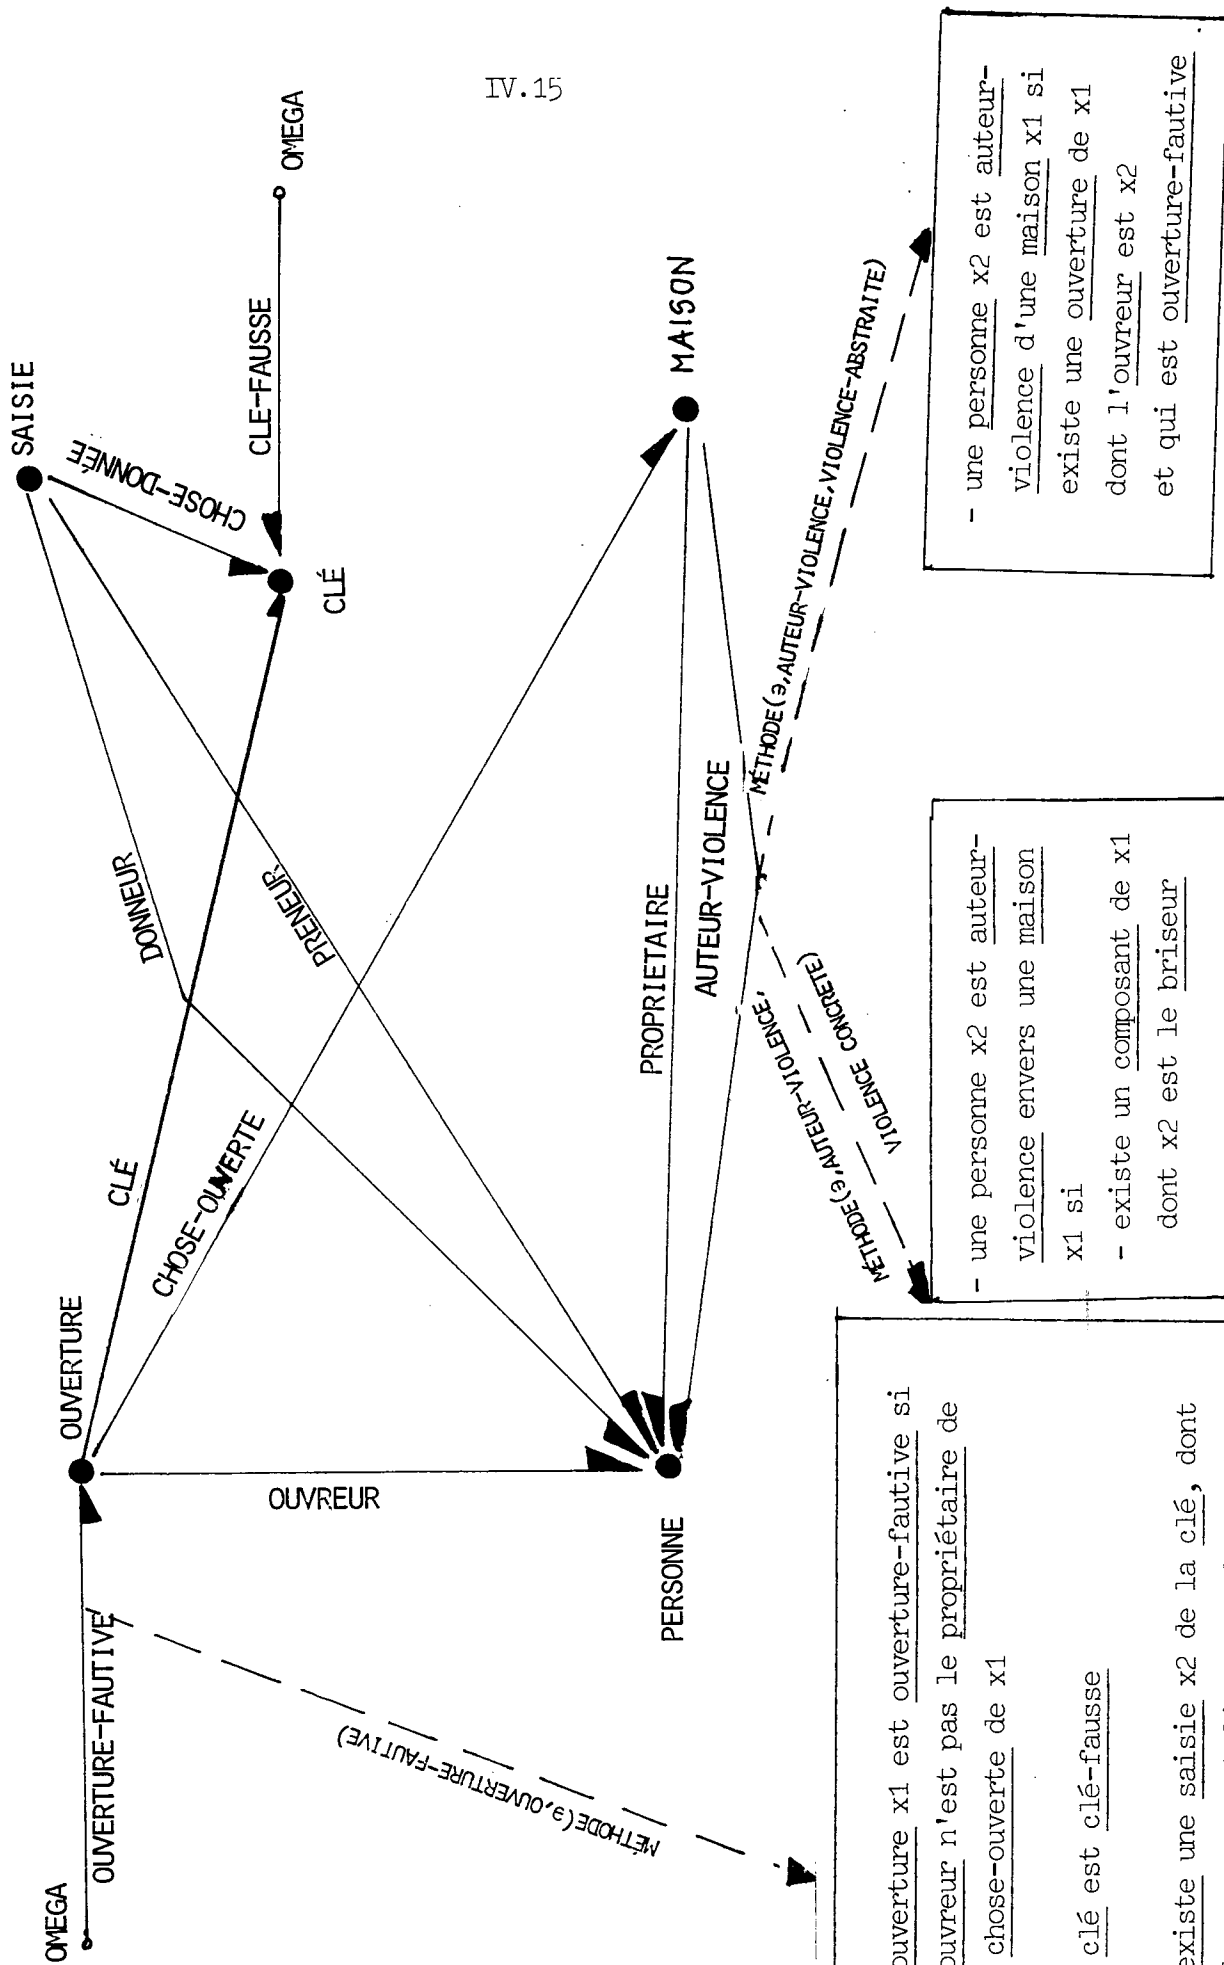 IV.15
SAISIE
OMEGA
CHOSE-DONNÉE
CLE-FAUSSE
CLÉ
DONNEUR
PRENEUR
CLÉ
CHOSE-OUVERTE
MAISON
PROPRIETAIRE
AUTEUR-VIOLENCE
OUVERTURE
OUVREUR
PERSONNE
OMEGA
OUVERTURE-FAUTIVE
MÉTHODE(∍,OUVERTURE-FAUTIVE)
MÉTHODE(∍,AUTEUR-VIOLENCE,
VIOLENCE CONCRETE)
MÉTHODE(∍,AUTEUR-VIOLENCE,VIOLENCE-ABSTRAITE)
ouverture x1 est ouverture-fautive si
ouvreur n'est pas le propriétaire de
chose-ouverte de x1
clé est clé-fausse
existe une saisie x2 de la clé, dont
- une personne x2 est auteur-
violence envers une maison
x1 si
- existe un composant de x1
dont x2 est le briseur
- une personne x2 est auteur-
violence d'une maison x1 si
existe une ouverture de x1
dont l'ouvreur est x2
et qui est ouverture-fautive